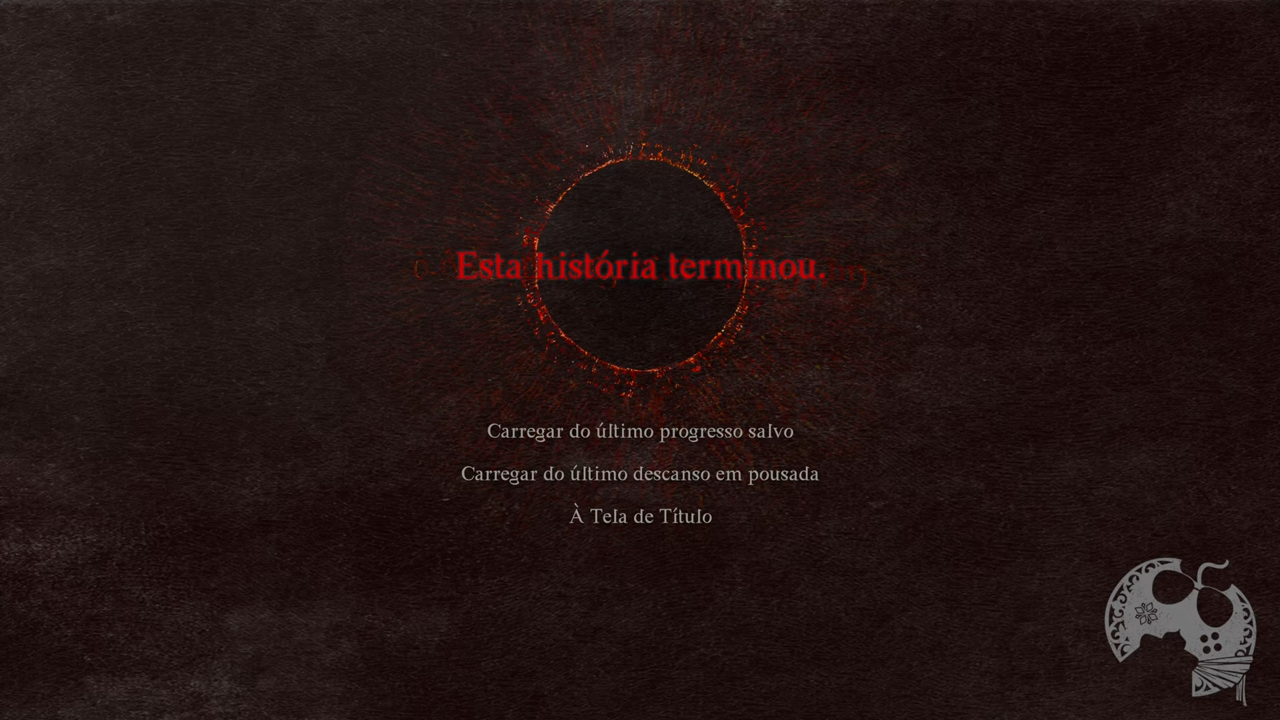 Esta história terminou.
Carregar do último progresso salvo
Carregar do último descanso em pousada
À Tela de Título